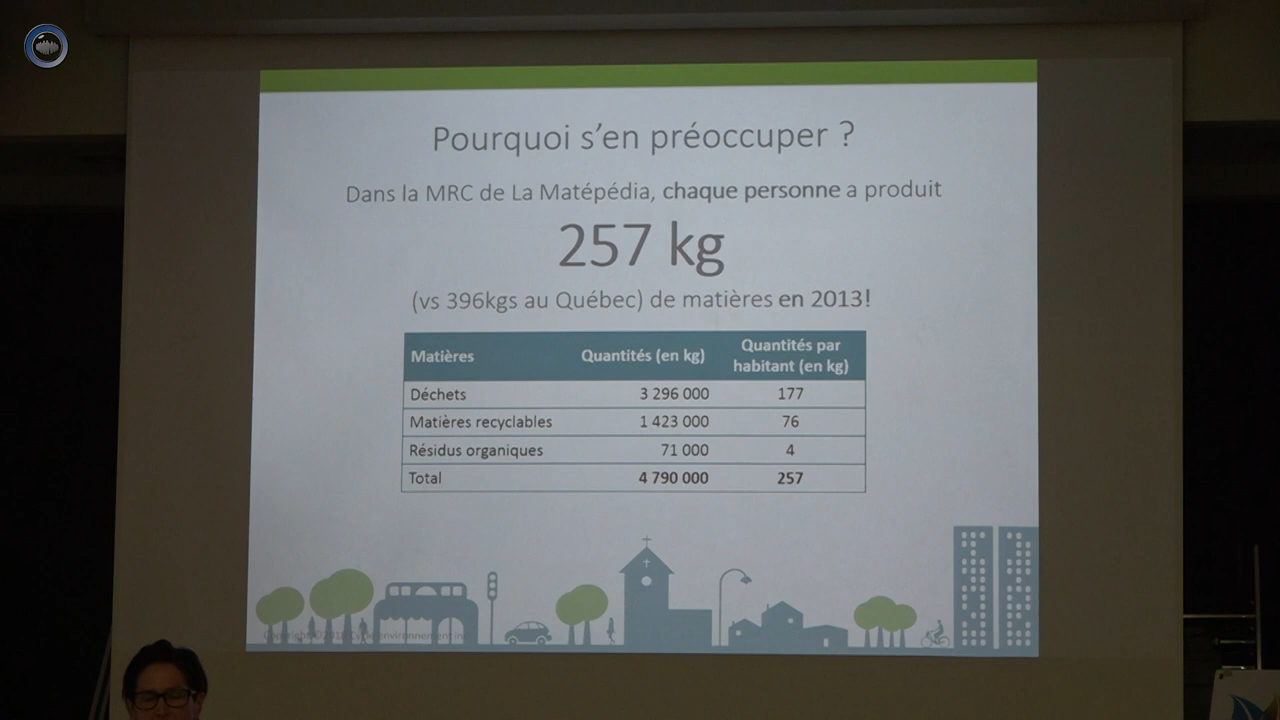 Pourquoi s'en préoccuper ?
Dans la MRC de La Matépédia, chaque personne a produit
257 kg
(vs 396kgs au Québec) de matières en 2013!
Matières Quantités (en kg) Quantités par habitant (en kg)
Déchets 3 296 000 177
Matières recyclables 1 423 000 76
Résidus organiques 71 000 4
Total 4 790 000 257
Copyright ©